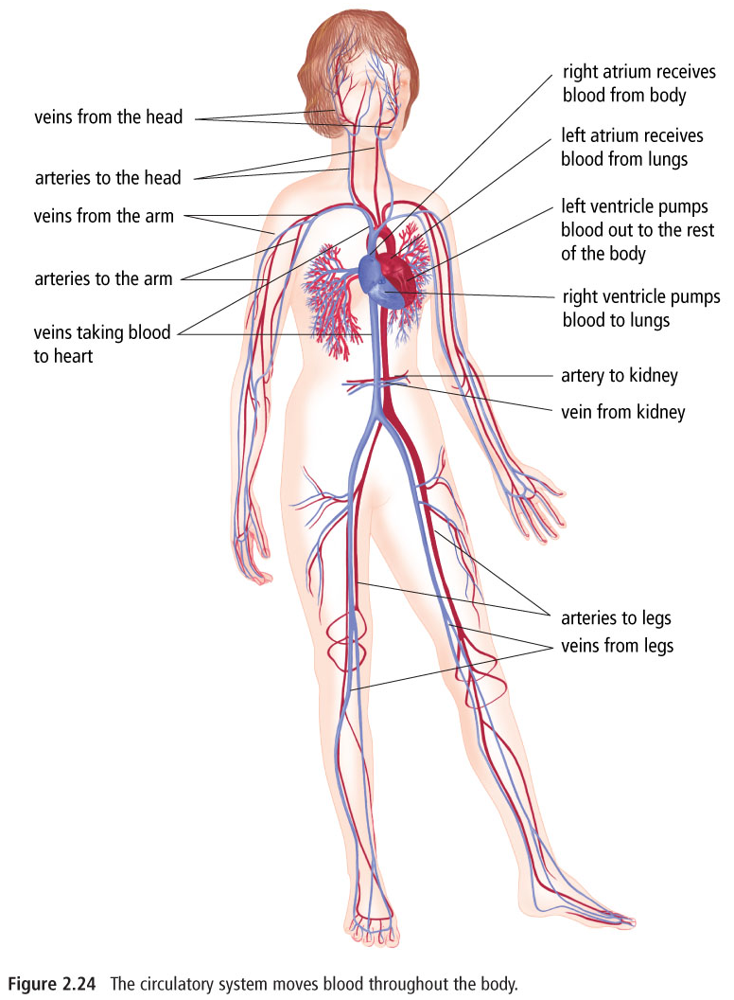 veins from the head
arteries to the head
veins from the arm
arteries to the arm
veins taking blood
to heart
right atrium receives
blood from body
left atrium receives
blood from lungs
left ventricle pumps
blood out to the rest
of the body
right ventricle pumps
blood to lungs
artery to kidney
vein from kidney
arteries to legs
veins from legs
Figure 2.24 The circulatory system moves blood throughout the body.